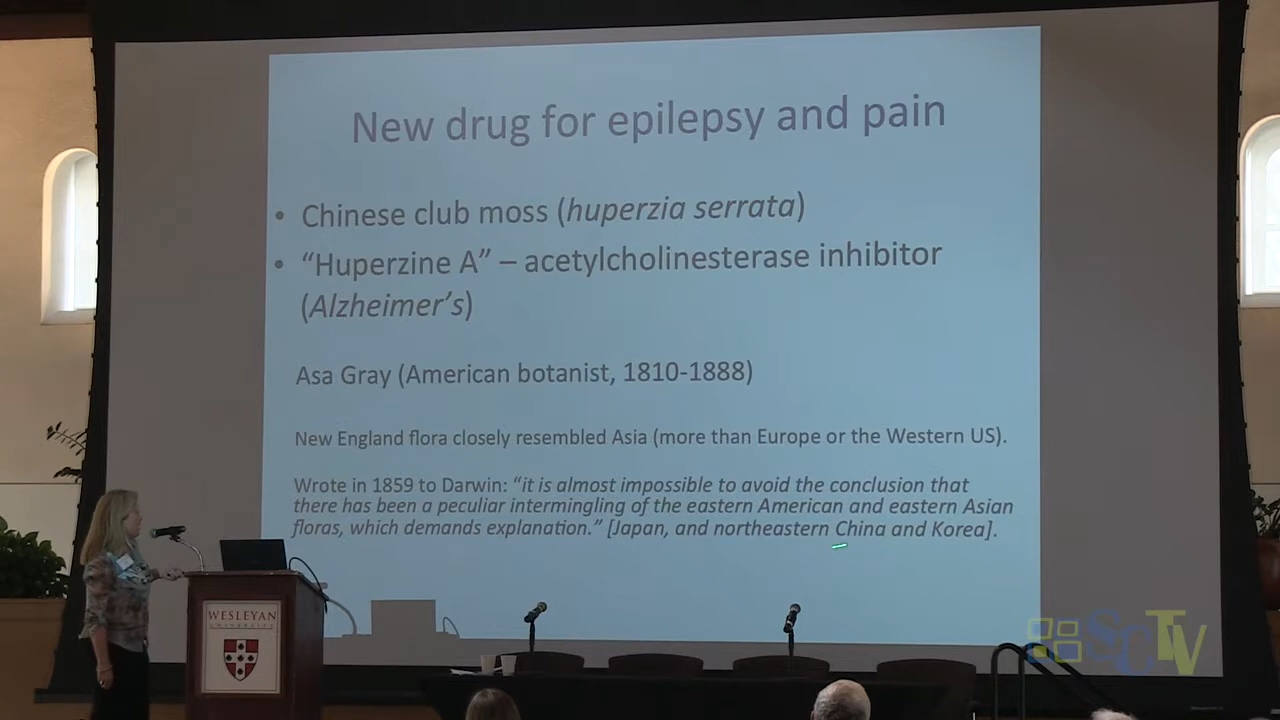 New drug for epilepsy and pain
• Chinese club moss (huperzia serrata)
• “Huperzine A” – acetylcholinesterase inhibitor
(Alzheimer’s)
Asa Gray (American botanist, 1810-1888)
New England flora closely resembled Asia (more than Europe or the Western US).
Wrote in 1859 to Darwin: “it is almost impossible to avoid the conclusion that
there has been a peculiar intermingling of the eastern American and eastern Asian
floras, which demands explanation.” [Japan, and northeastern China and Korea].
WESLEYAN
UNIVERSITY
SCTV